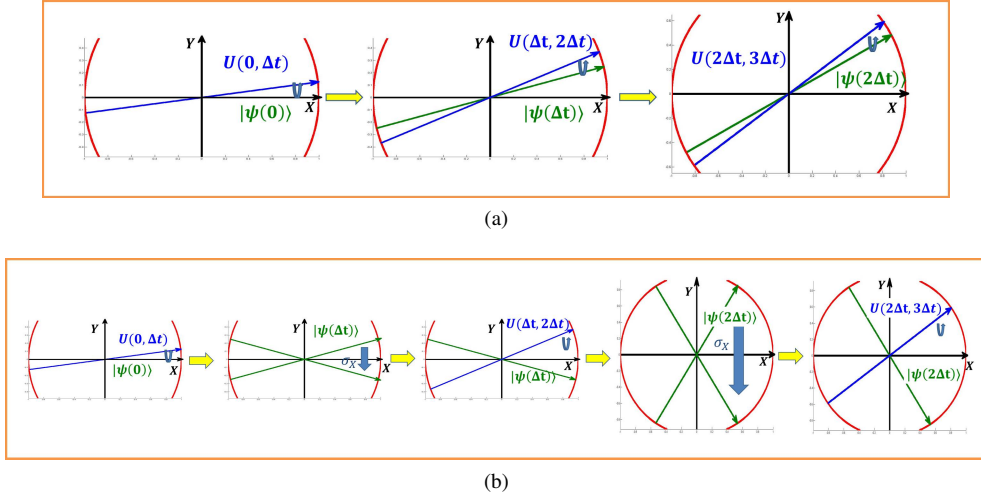 Y
U(0, Δt)
X
|ψ(0)⟩
Y
U(Δt, 2Δt)
X
|ψ(Δt)⟩
Y
U(2Δt, 3Δt)
|ψ(2Δt)⟩
X
(a)
Y
U(0, Δt)
X
|ψ(0)⟩
Y
|ψ(Δt)⟩
σX
X
|ψ(Δt)⟩
Y
U(Δt, 2Δt)
X
|ψ(Δt)⟩
Y
|ψ(2Δt)⟩
σX
X
Y
U(2Δt, 3Δt)
X
|ψ(2Δt)⟩
(b)